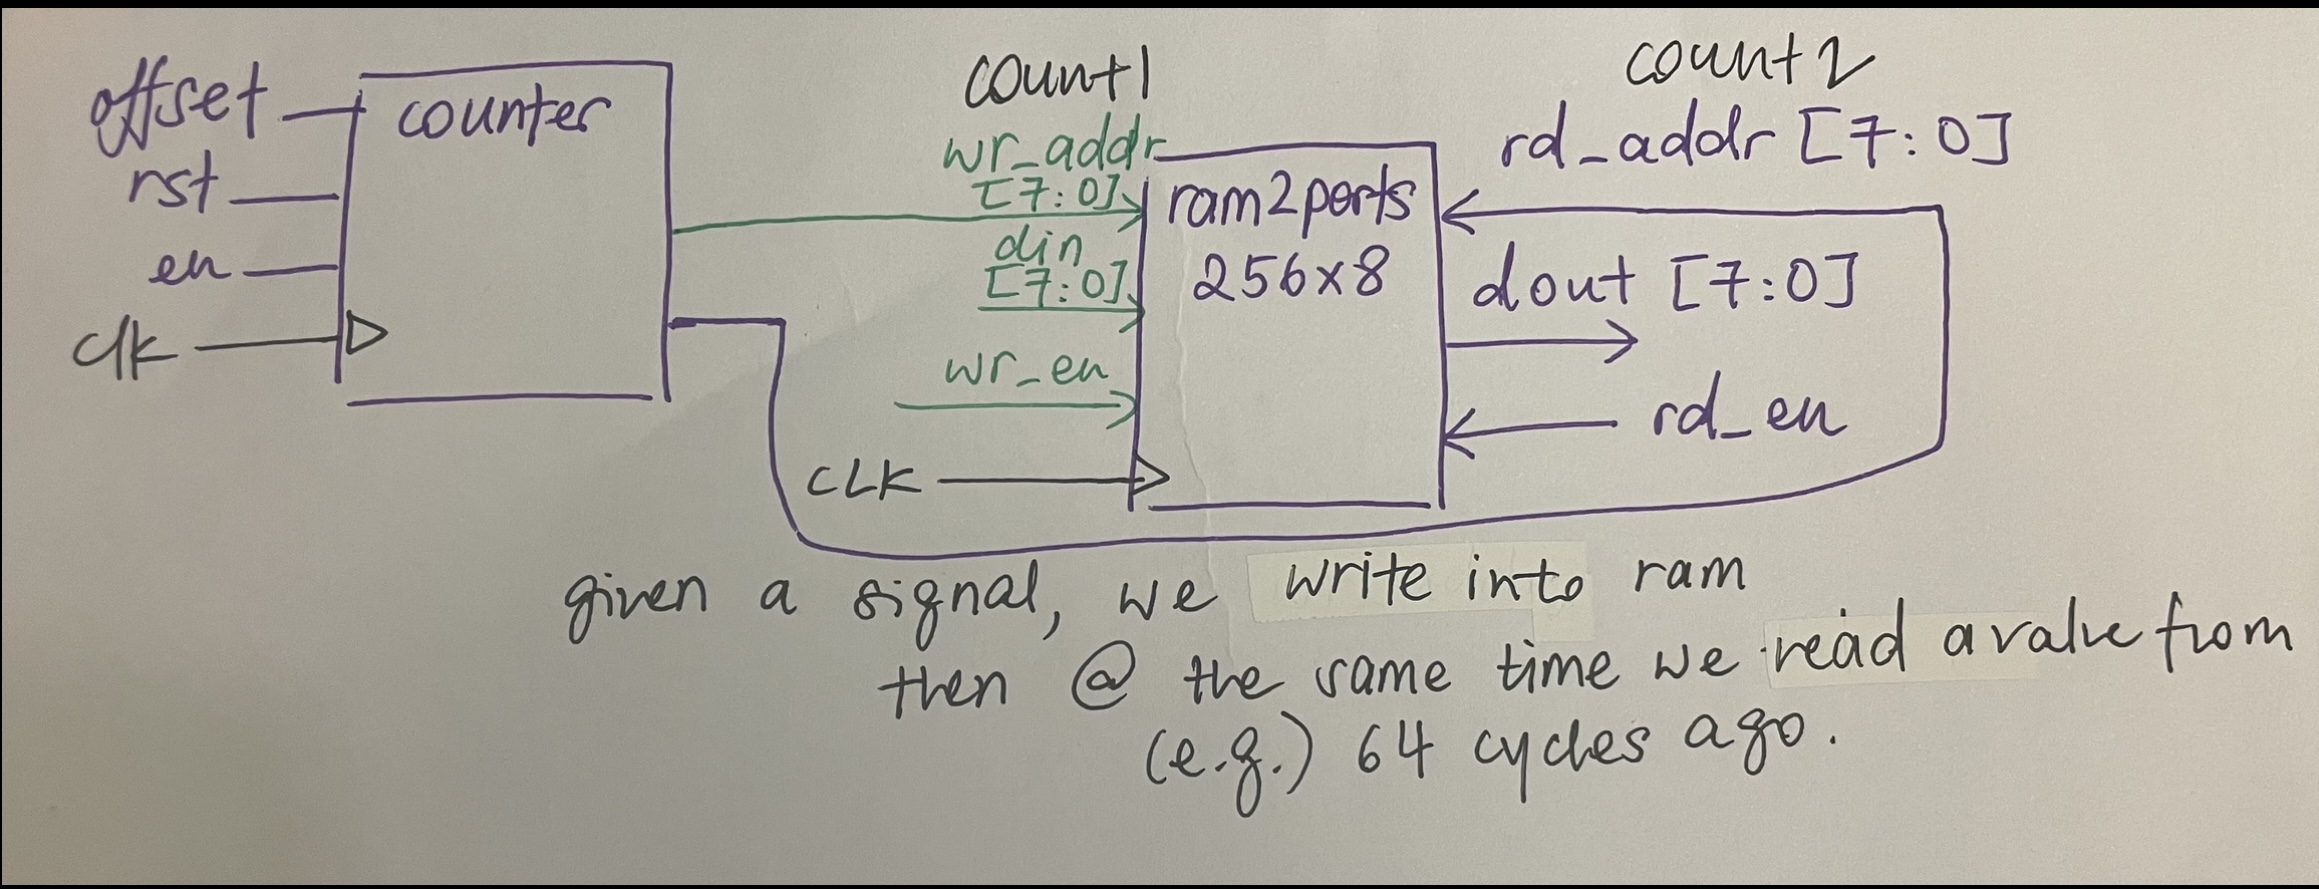 offset
rst
en
clk
counter
count1
wr_addr
[7:0]
din
[7:0]
wr_en
CLK
ram2ports
256x8
count2
rd_addr [7:0]
dout [7:0]
rd_en
given a signal, we write into ram
then @ the same time we read a value from
(e.g.) 64 cycles ago.